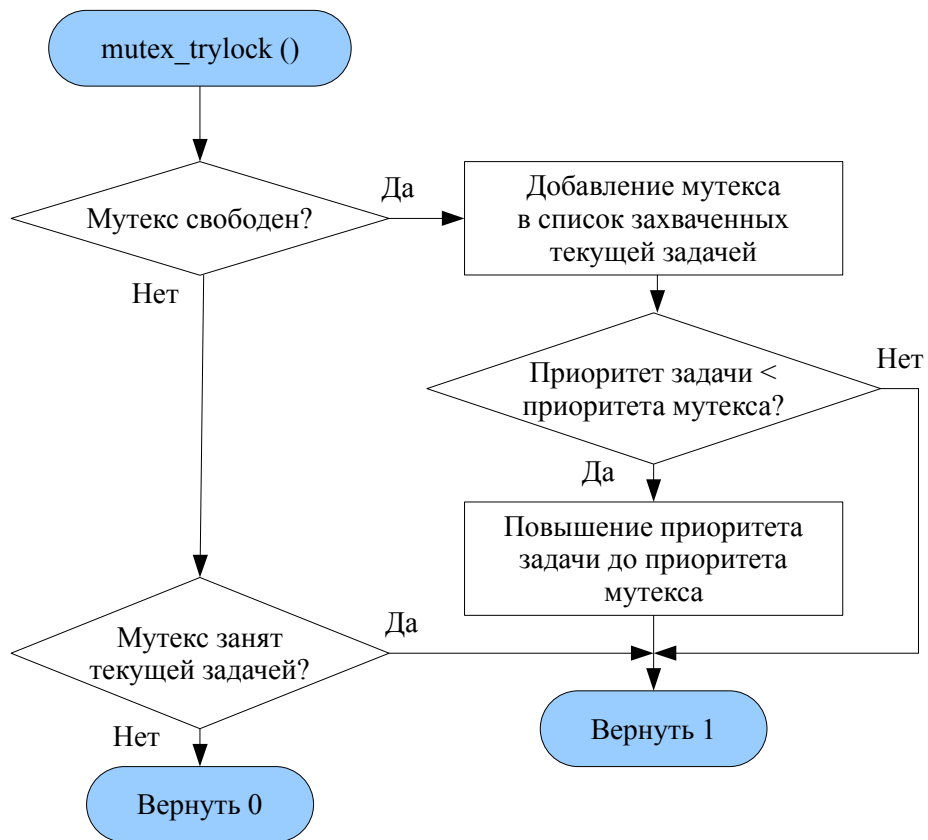 mutex_trylock ()
Мутекс свободен?
Да
Добавление мутекса
в список захваченных
текущей задачей
Нет
Приоритет задачи <
приоритета мутекса?
Нет
Да
Повышение приоритета
задачи до приоритета
мутекса
Мутекс занят
текущей задачей?
Да
Нет
Вернуть 1
Вернуть 0